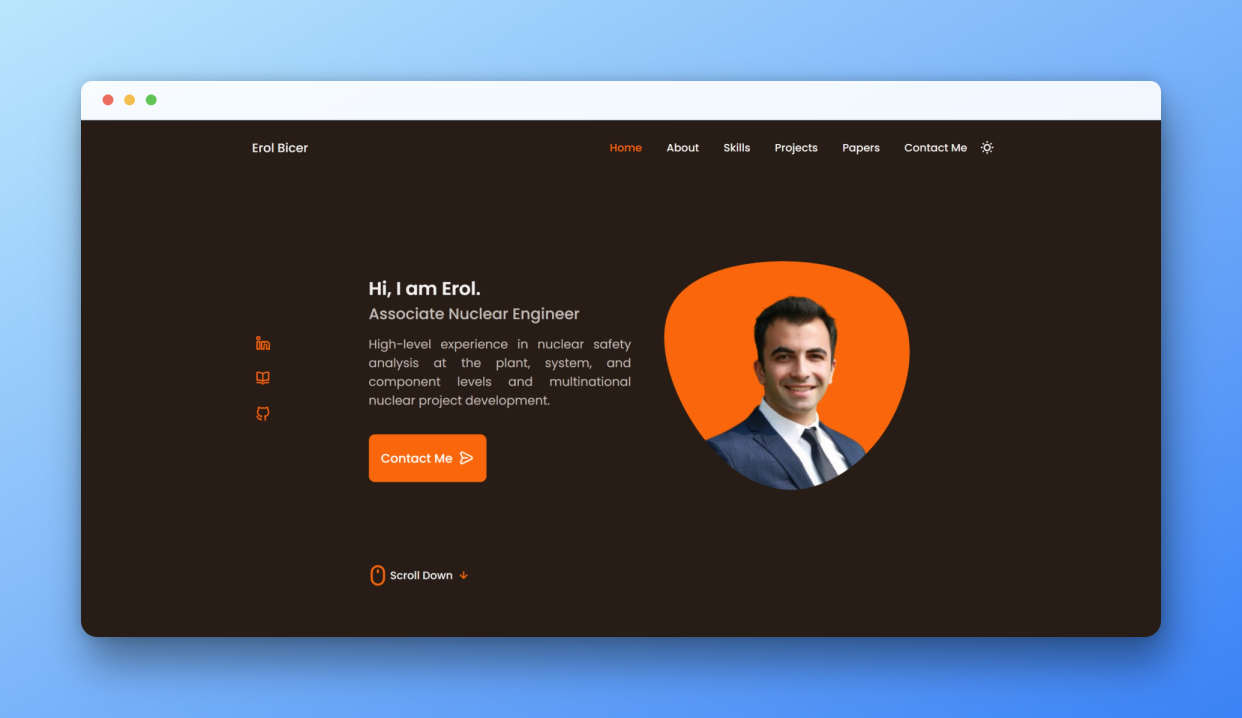 Erol Bicer
Home About Skills Projects Papers Contact Me
Hi, I am Erol.
Associate Nuclear Engineer
High-level experience in nuclear safety
analysis at the plant, system, and
component levels and multinational
nuclear project development.
Contact Me
Scroll Down